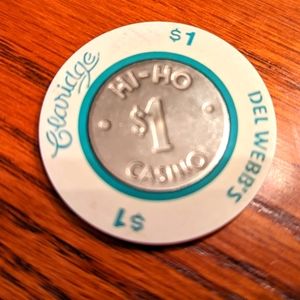 Claridge
$1
DEL WEBB'S
$1
HI-HO
$1
CASINO